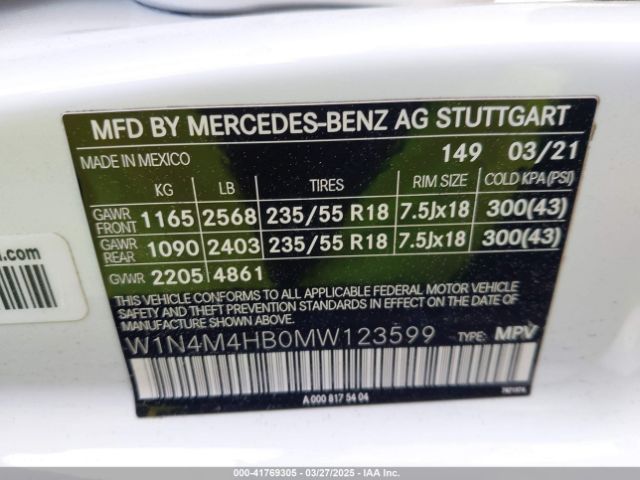 MFD BY MERCEDES-BENZ AG STUTTGART
MADE IN MEXICO 149 03/21
KG LB TIRES RIM SIZE COLD KPA(PSI)
GAWR FRONT 1165 2568 235/55 R18 7.5Jx18 300(43)
GAWR REAR 1090 2403 235/55 R18 7.5Jx18 300(43)
GVWR 2205 4861
THIS VEHICLE CONFORMS TO ALL APPLICABLE FEDERAL MOTOR VEHICLE
SAFETY AND THEFT PREVENTION STANDARDS IN EFFECT ON THE DATE OF
MANUFACTURE SHOWN ABOVE.
W1N4M4HB0MW123599 TYPE: MPV
A 000 817 54 04
.com
000-41769305 | 03/27/2025 | IAA Inc.